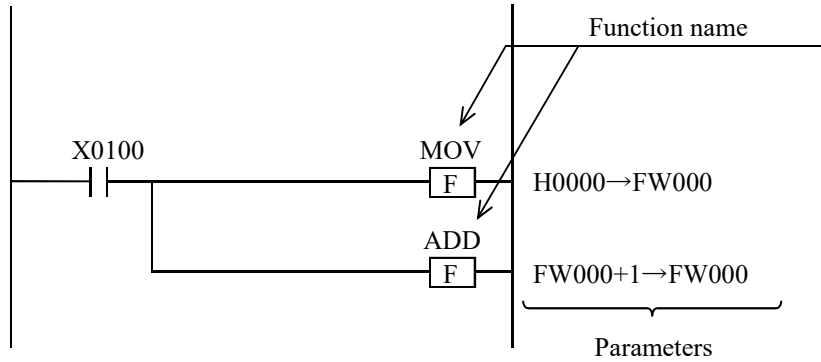 Function name
X0100
MOV
F
H0000→FW000
ADD
F
FW000+1→FW000
Parameters